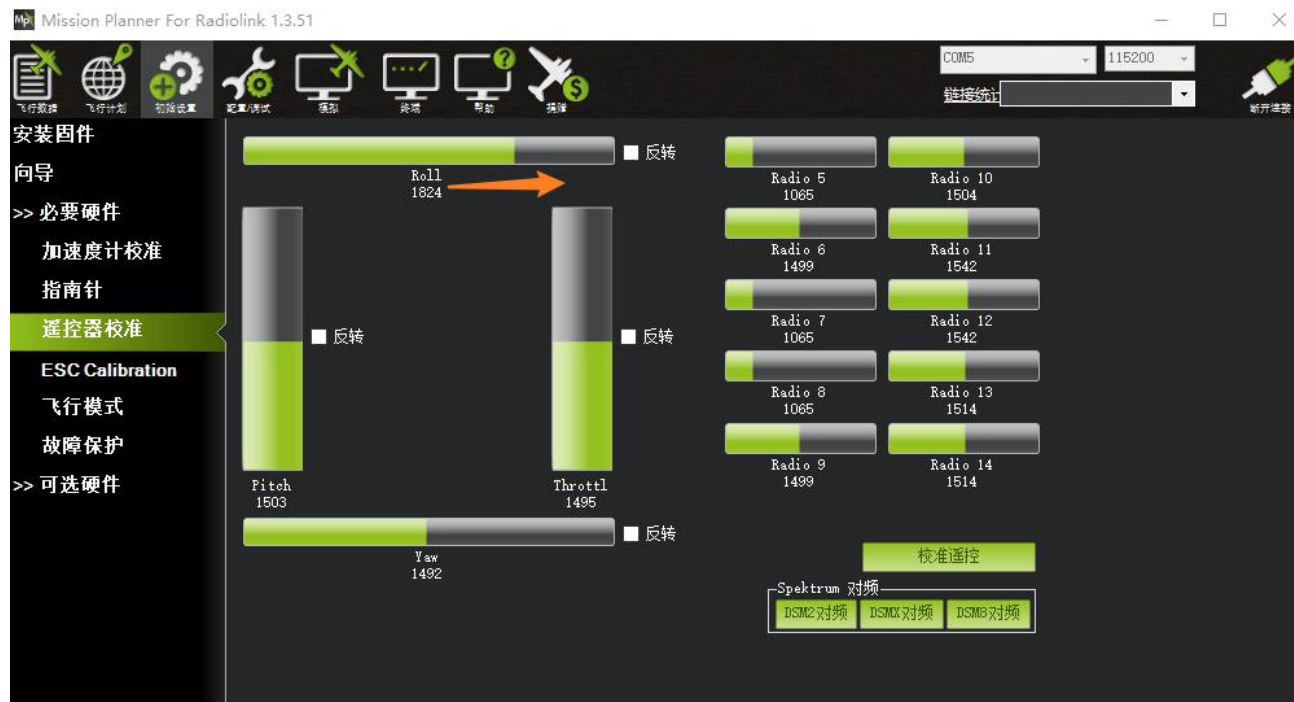 Mission Planner For Radiolink 1.3.51
飞行数据
飞行计划
初始设置
配置/调试
模拟
终端
帮助
捐赠
COM5
115200
链接统计
断开连接
安装固件
向导
>> 必要硬件
加速度计校准
指南针
遥控器校准
ESC Calibration
飞行模式
故障保护
>> 可选硬件
Roll
1824
反转
Pitch
1503
反转
Throttl
1495
反转
Yaw
1492
反转
Radio 5
1065
Radio 10
1504
Radio 6
1499
Radio 11
1542
Radio 7
1065
Radio 12
1542
Radio 8
1065
Radio 13
1514
Radio 9
1499
Radio 14
1514
校准遥控
Spektrum 对频
DSM2对频
DSMX对频
DSM8对频